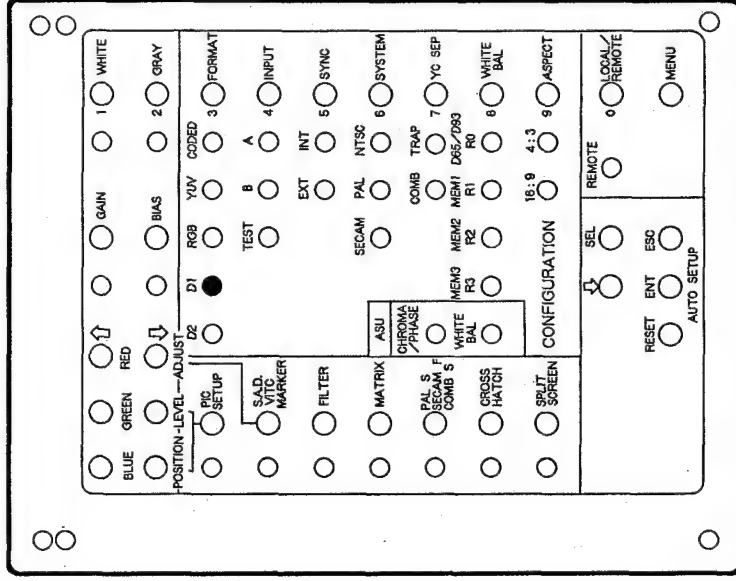 BLUE GREEN RED GAIN 1 WHITE
BIAS 2 GRAY
POSITION-LEVEL-ADJUST
D2 D1 RGB YUV CODED
PIC SETUP
3 FORMAT
TEST B A
S.A.D.
VITC
MARKER
4 INPUT
EXT INT
FILTER
5 SYNC
SECAM PAL NTSC
MATRIX
ASU
6 SYSTEM
CHROMA
/PHASE
COMB TRAP
PAL S
SECAM F
COMB S
7 YC SEP
WHITE
BAL
MEM3 MEM2 MEM1 D65/D93
R3 R2 R1 R0
CROSS
HATCH
8 WHITE
BAL
16:9 4:3
SPLIT
SCREEN
CONFIGURATION
9 ASPECT
SEL REMOTE
0 LOCAL/
REMOTE
RESET ENT ESC
MENU
AUTO SETUP